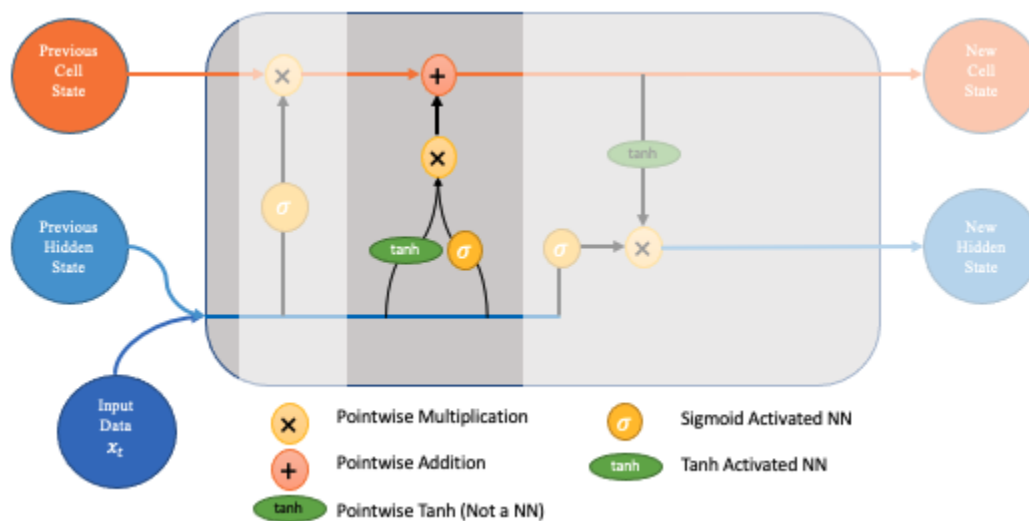 Previous
Cell
State
×
+
New
Cell
State
×
tanh
σ
Previous
Hidden
State
tanh
σ
σ
×
New
Hidden
State
Input
Data
xₜ
× Pointwise Multiplication
σ Sigmoid Activated NN
+ Pointwise Addition
tanh Tanh Activated NN
tanh Pointwise Tanh (Not a NN)